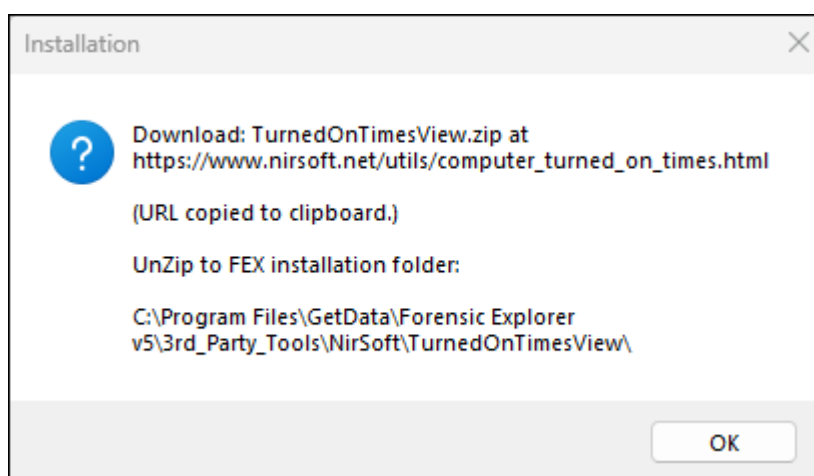 Installation
Download: TurnedOnTimesView.zip at
https://www.nirsoft.net/utils/computer_turned_on_times.html
(URL copied to clipboard.)
UnZip to FEX installation folder:
C:\Program Files\GetData\Forensic Explorer
v5\3rd_Party_Tools\NirSoft\TurnedOnTimesView\
OK